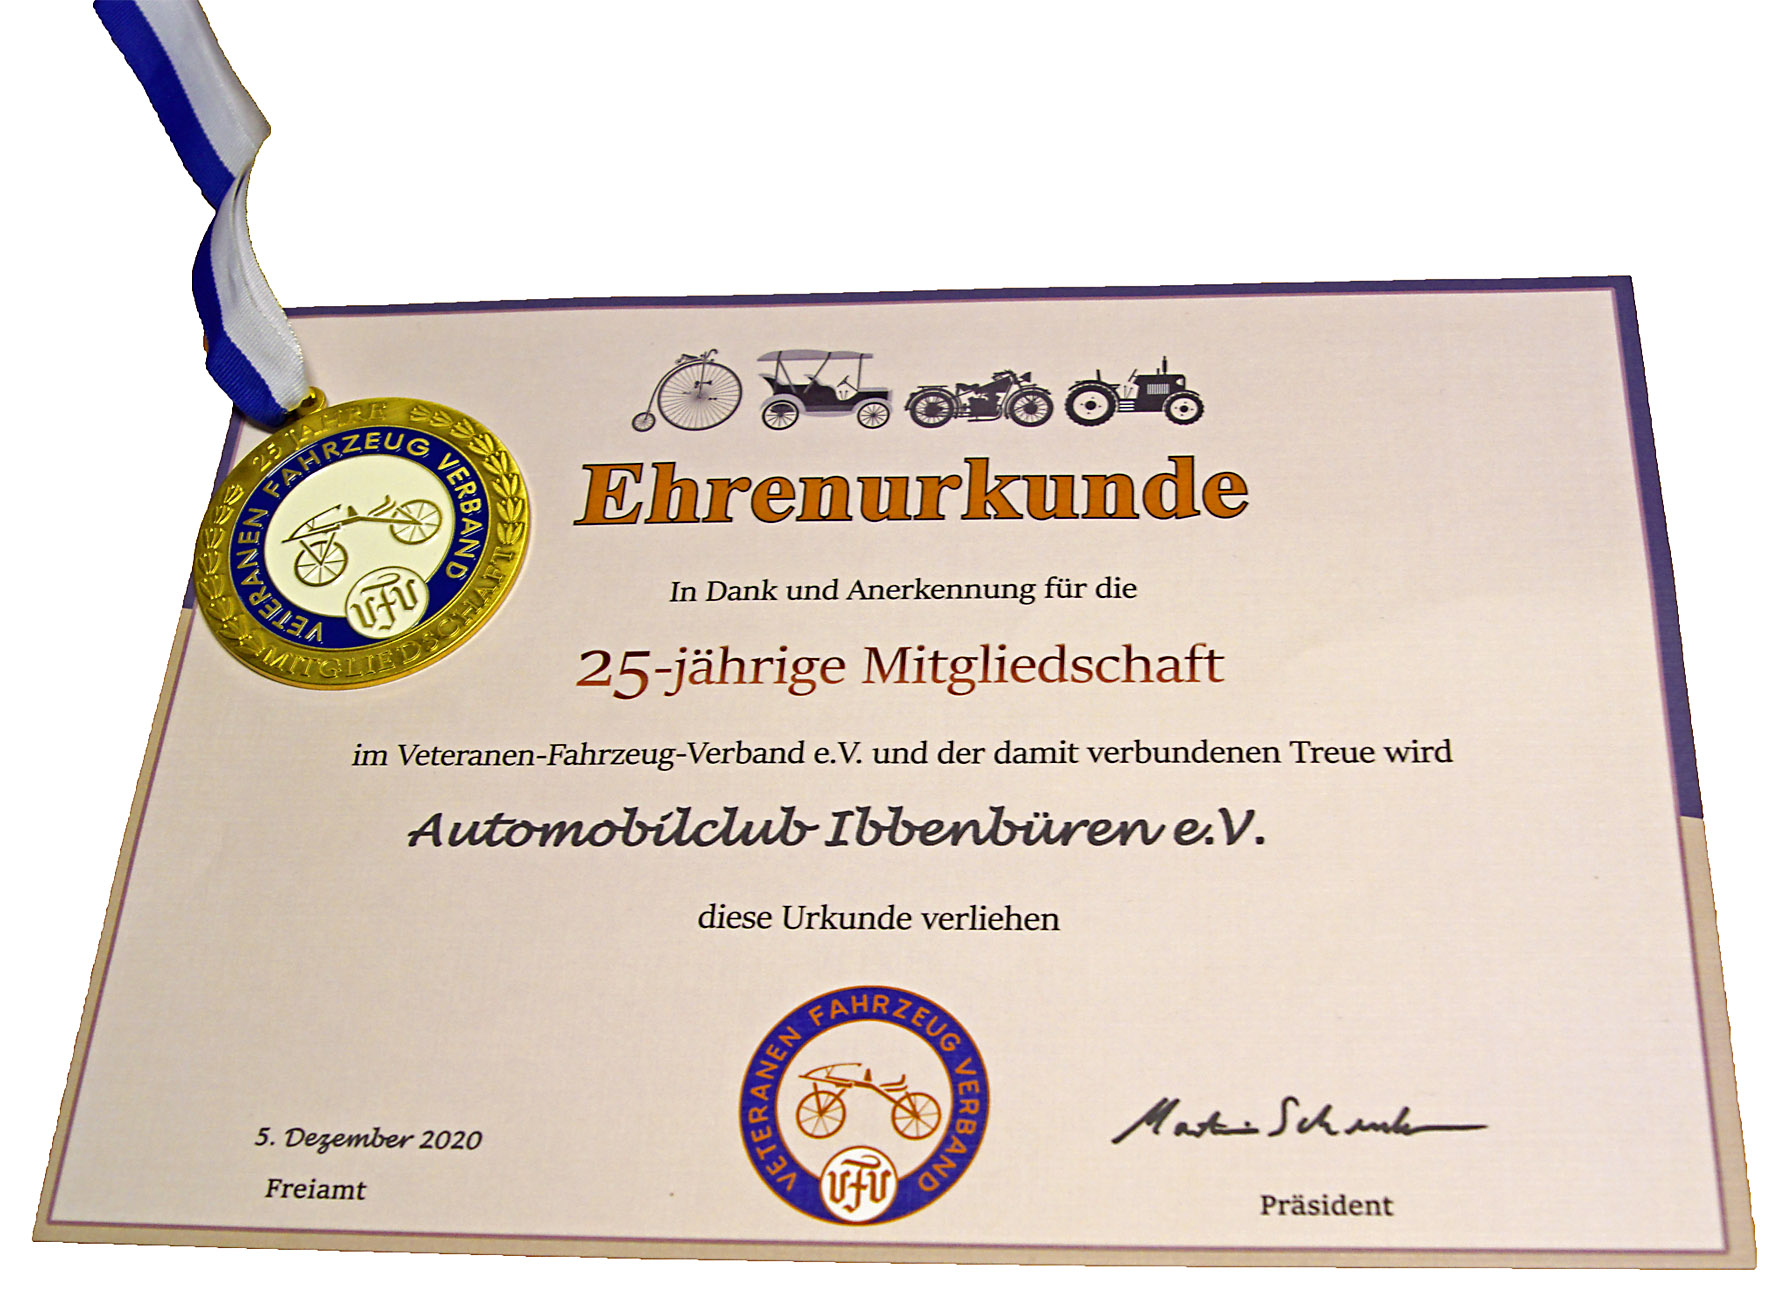 25 JAHRE
VETERANEN FAHRZEUG VERBAND
VFV
MITGLIEDSCHAFT
Ehrenurkunde
In Dank und Anerkennung für die
25-jährige Mitgliedschaft
im Veteranen-Fahrzeug-Verband e.V. und der damit verbundenen Treue wird
Automobilclub Ibbenbüren e.V.
diese Urkunde verliehen
VETERANEN FAHRZEUG VERBAND
VFV
5. Dezember 2020
Freiamt
Präsident